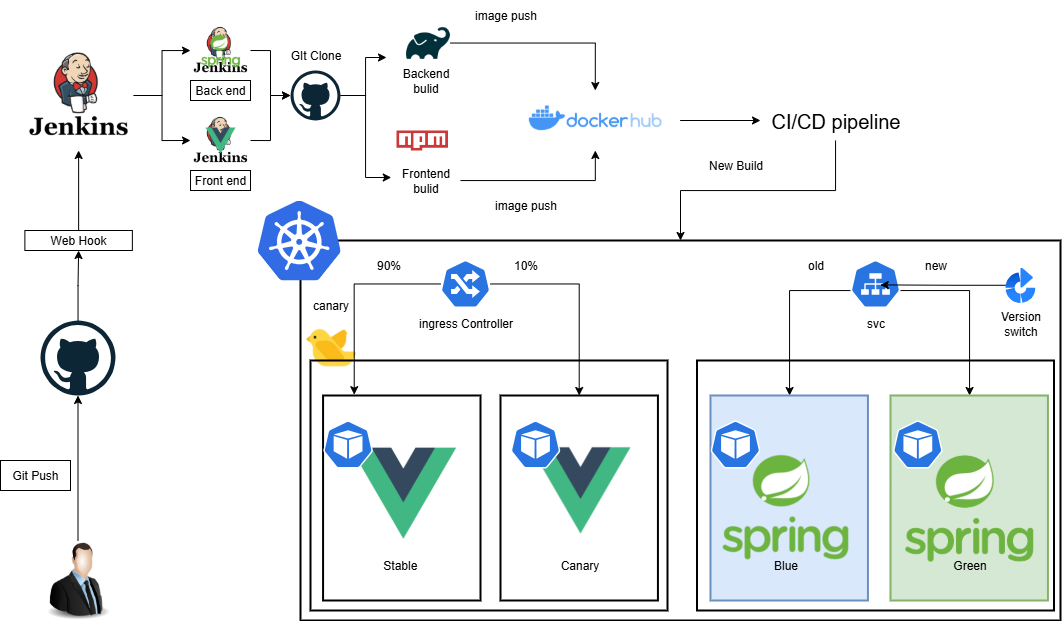 image push
GIt Clone
spring
Jenkins
Back end
Backend
bulid
Jenkins
dockerhub
CI/CD pipeline
npm
Jenkins
Front end
Frontend
bulid
New Build
image push
Web Hook
90%
10%
old
new
canary
ingress Controller
svc
Version
switch
Git Push
spring
spring
Stable
Canary
Blue
Green